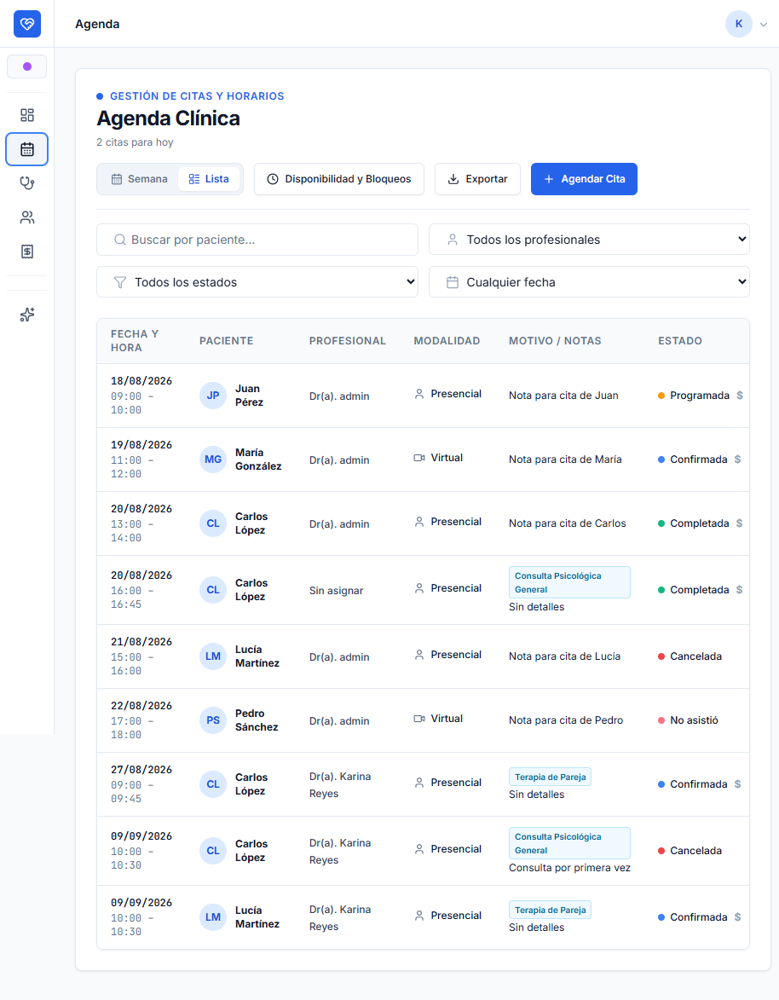 Agenda
K
GESTIÓN DE CITAS Y HORARIOS
Agenda Clínica
2 citas para hoy
Semana
Lista
Disponibilidad y Bloqueos
Exportar
Agendar Cita
Buscar por paciente...
Todos los profesionales
Todos los estados
Cualquier fecha
FECHA Y
HORA
PACIENTE
PROFESIONAL
MODALIDAD
MOTIVO / NOTAS
ESTADO
18/08/2026
09:00 –
10:00
JP
Juan
Pérez
Dr(a). admin
Presencial
Nota para cita de Juan
Programada $
19/08/2026
11:00 –
12:00
MG
María
González
Dr(a). admin
Virtual
Nota para cita de María
Confirmada $
20/08/2026
13:00 –
14:00
CL
Carlos
López
Dr(a). admin
Presencial
Nota para cita de Carlos
Completada $
20/08/2026
16:00 –
16:45
CL
Carlos
López
Sin asignar
Presencial
Consulta Psicológica
General
Sin detalles
Completada $
21/08/2026
15:00 –
16:00
LM
Lucía
Martínez
Dr(a). admin
Presencial
Nota para cita de Lucía
Cancelada
22/08/2026
17:00 –
18:00
PS
Pedro
Sánchez
Dr(a). admin
Virtual
Nota para cita de Pedro
No asistió
27/08/2026
09:00 –
09:45
CL
Carlos
López
Dr(a). Karina
Reyes
Presencial
Terapia de Pareja
Sin detalles
Confirmada $
09/09/2026
10:00 –
10:30
CL
Carlos
López
Dr(a). Karina
Reyes
Presencial
Consulta Psicológica
General
Consulta por primera vez
Cancelada
09/09/2026
10:00 –
10:30
LM
Lucía
Martínez
Dr(a). Karina
Reyes
Presencial
Terapia de Pareja
Sin detalles
Confirmada $